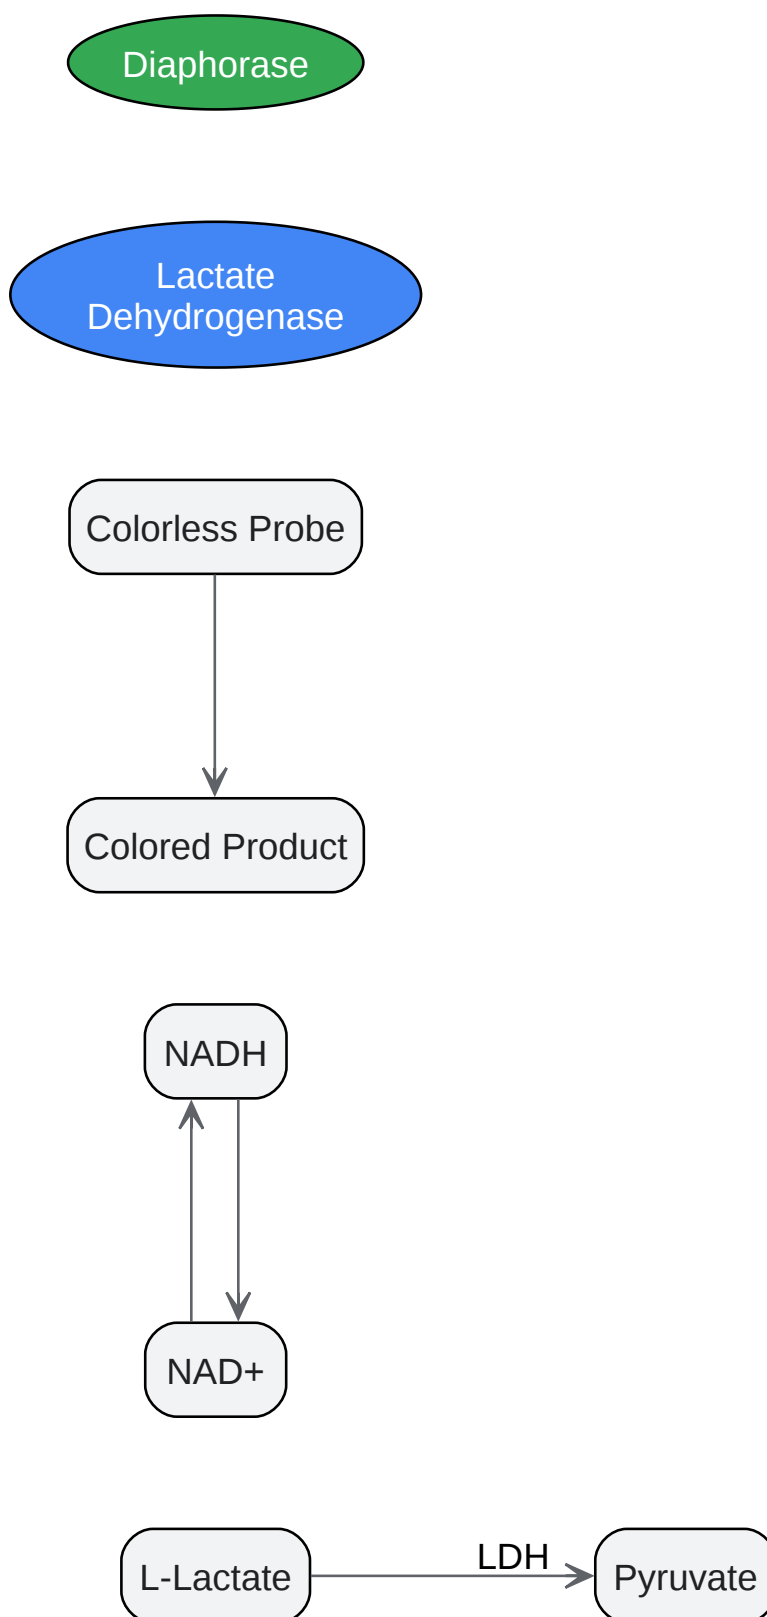 Diaphorase
Lactate
Dehydrogenase
Colorless Probe
Colored Product
NADH
NAD+
L-Lactate
LDH
Pyruvate